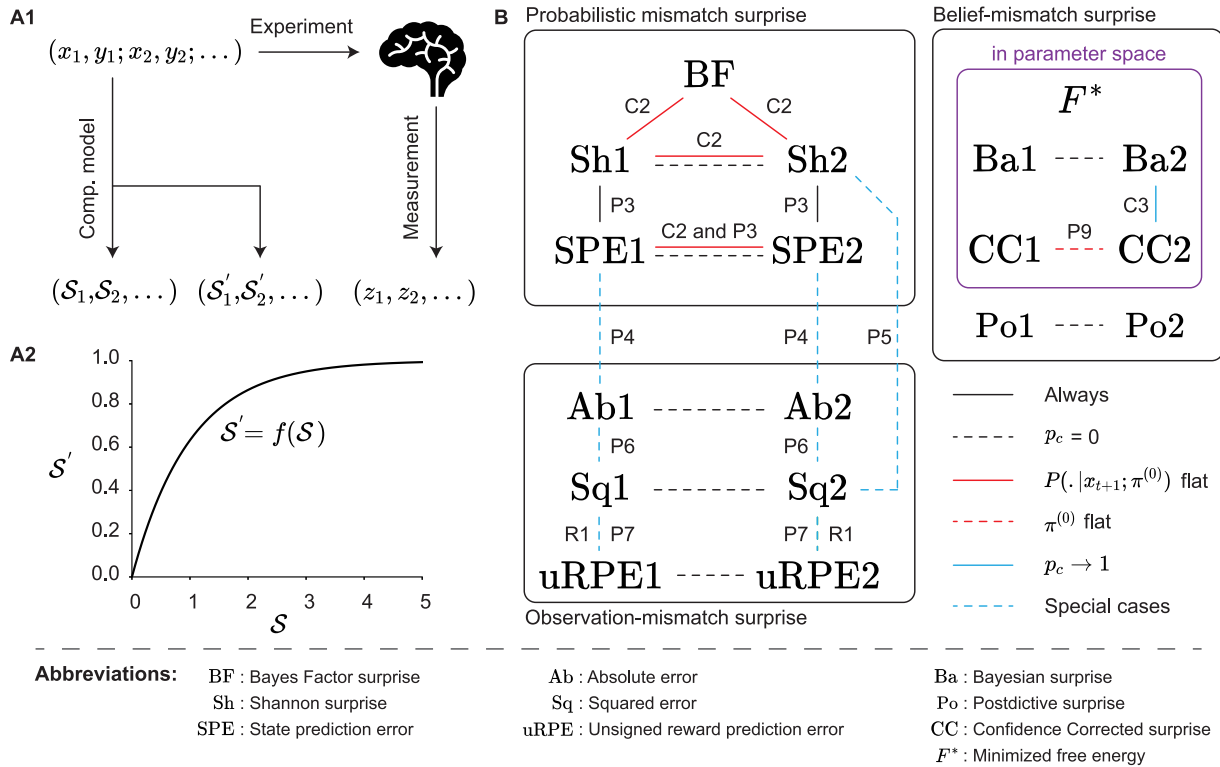 A1
Experiment
(x₁, y₁; x₂, y₂; . . .)
Comp. model
Measurement
(𝒮₁,𝒮₂, . . .)
(𝒮₁′,𝒮₂′, . . .)
(z₁, z₂, . . .)
A2
1.0
0.8
0.6
0.4
0.2
0.0
𝒮′
𝒮′ = f(𝒮)
0 1 2 3 4 5
𝒮
B
Probabilistic mismatch surprise
BF
C2 C2
C2
Sh1 Sh2
P3 P3
C2 and P3
SPE1 SPE2
P4 P4 P5
Ab1 Ab2
P6 P6
Sq1 Sq2
R1 P7 P7 R1
uRPE1 uRPE2
Observation-mismatch surprise
Belief-mismatch surprise
in parameter space
F*
Ba1 Ba2
C3
P9
CC1 CC2
Po1 Po2
Always
p_c = 0
P(. |x_{t+1}; π⁽⁰⁾) flat
π⁽⁰⁾ flat
p_c → 1
Special cases
Abbreviations:
BF : Bayes Factor surprise
Sh : Shannon surprise
SPE : State prediction error
Ab : Absolute error
Sq : Squared error
uRPE : Unsigned reward prediction error
Ba : Bayesian surprise
Po : Postdictive surprise
CC : Confidence Corrected surprise
F* : Minimized free energy